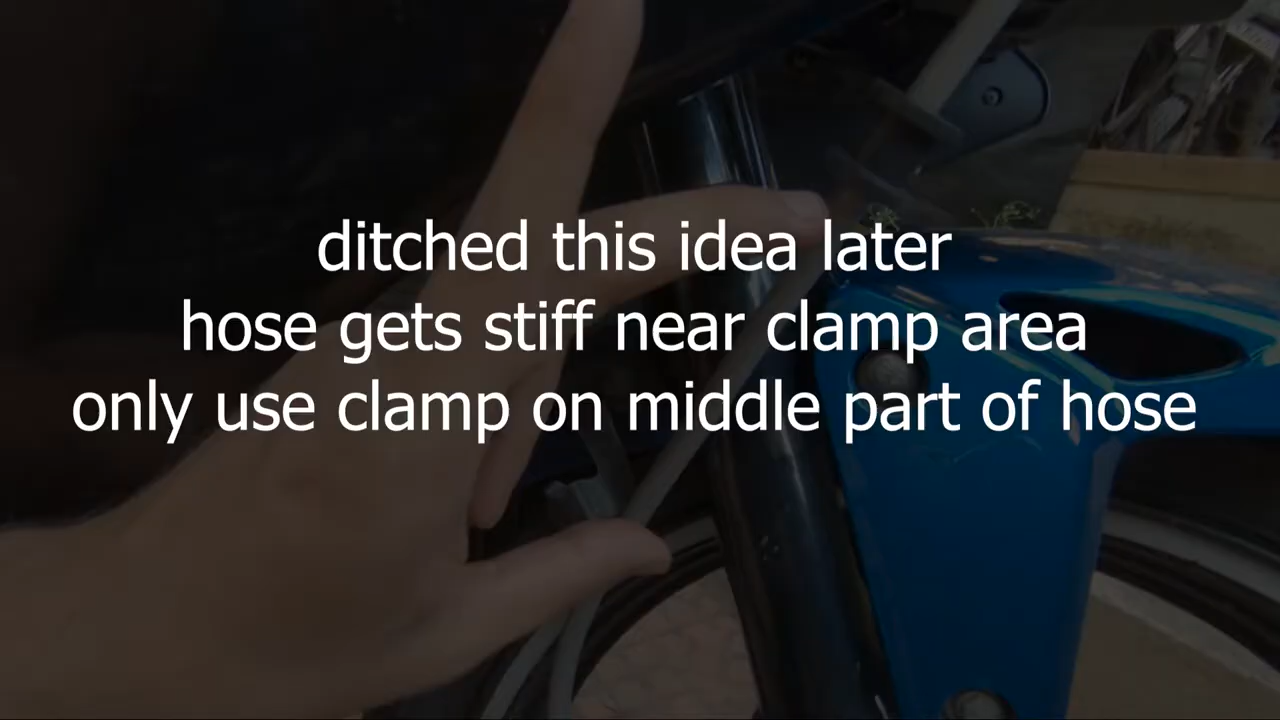 ditched this idea later
hose gets stiff near clamp area
only use clamp on middle part of hose